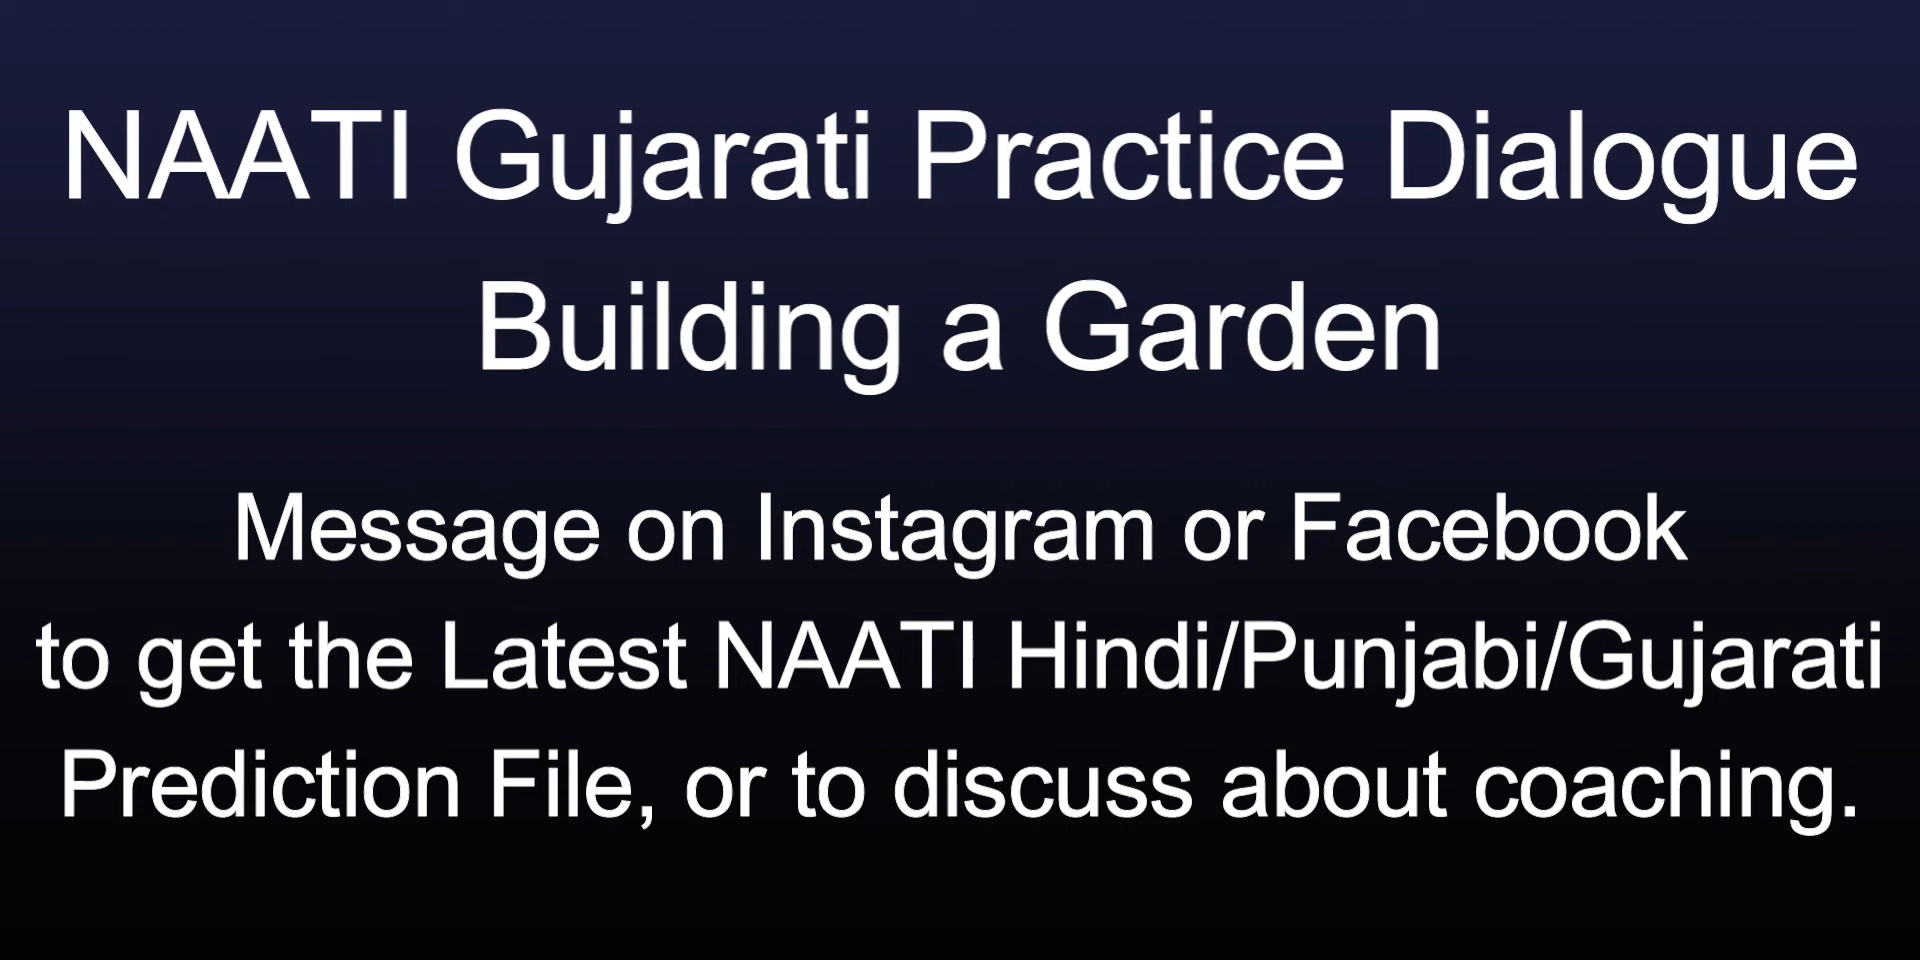 NAATI Gujarati Practice Dialogue
Building a Garden
Message on Instagram or Facebook
to get the Latest NAATI Hindi/Punjabi/Gujarati
Prediction File, or to discuss about coaching.